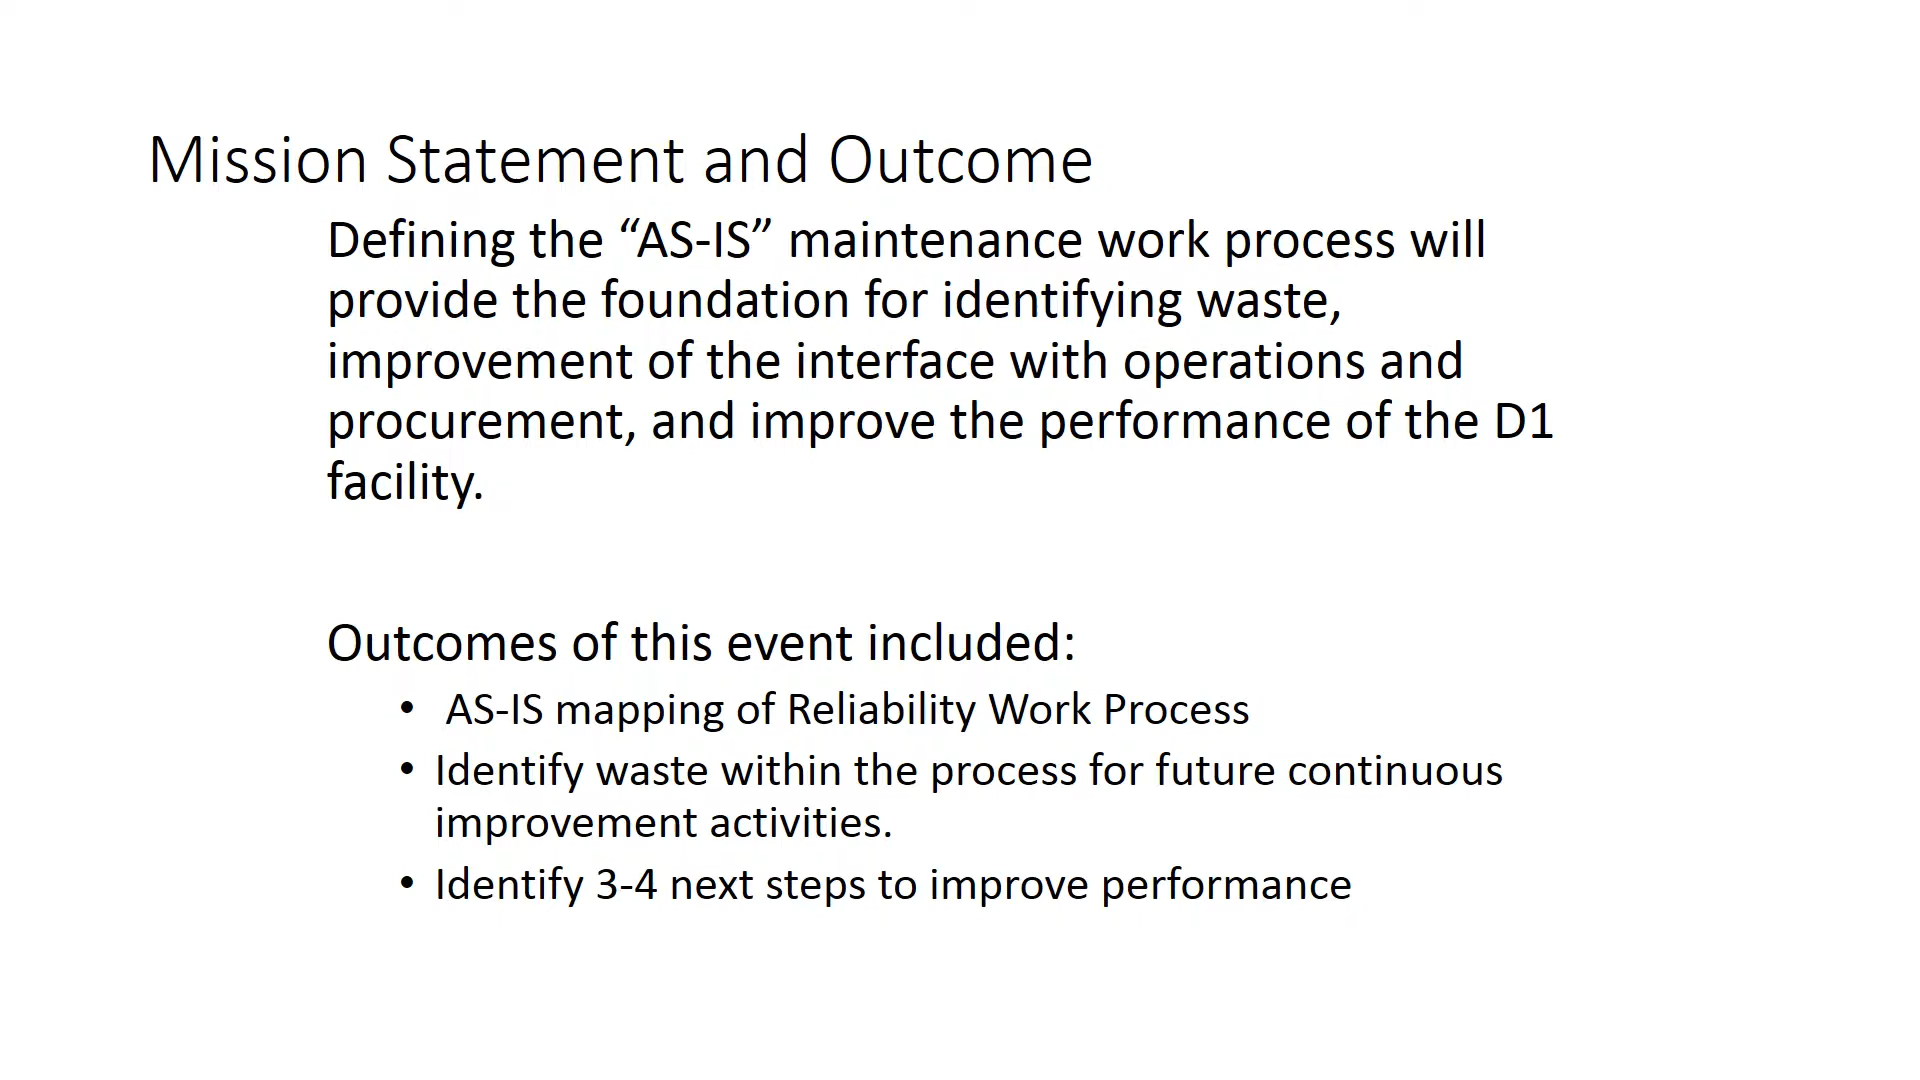 Mission Statement and Outcome
Defining the “AS-IS” maintenance work process will
provide the foundation for identifying waste,
improvement of the interface with operations and
procurement, and improve the performance of the D1
facility.
Outcomes of this event included:
• AS-IS mapping of Reliability Work Process
• Identify waste within the process for future continuous
improvement activities.
• Identify 3-4 next steps to improve performance